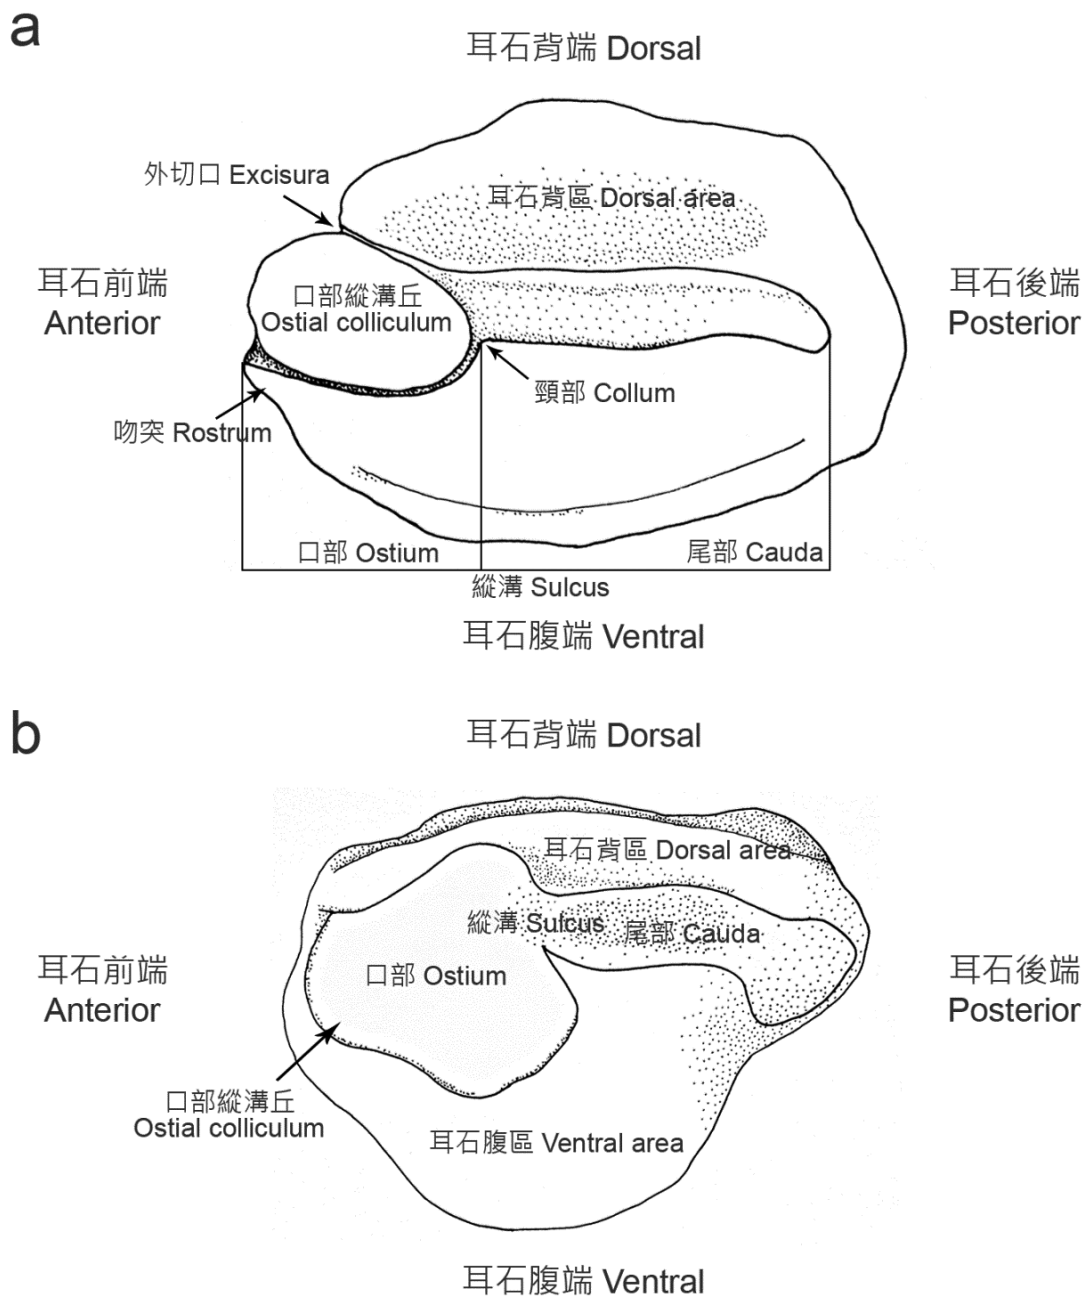 a
耳石背端 Dorsal
外切口 Excisura
耳石背區 Dorsal area
耳石前端
Anterior
口部縱溝丘
Ostial colliculum
耳石後端
Posterior
頸部 Collum
吻突 Rostrum
口部 Ostium
尾部 Cauda
縱溝 Sulcus
耳石腹端 Ventral
b
耳石背端 Dorsal
耳石背區 Dorsal area
縱溝 Sulcus
尾部 Cauda
口部 Ostium
耳石前端
Anterior
耳石後端
Posterior
口部縱溝丘
Ostial colliculum
耳石腹區 Ventral area
耳石腹端 Ventral